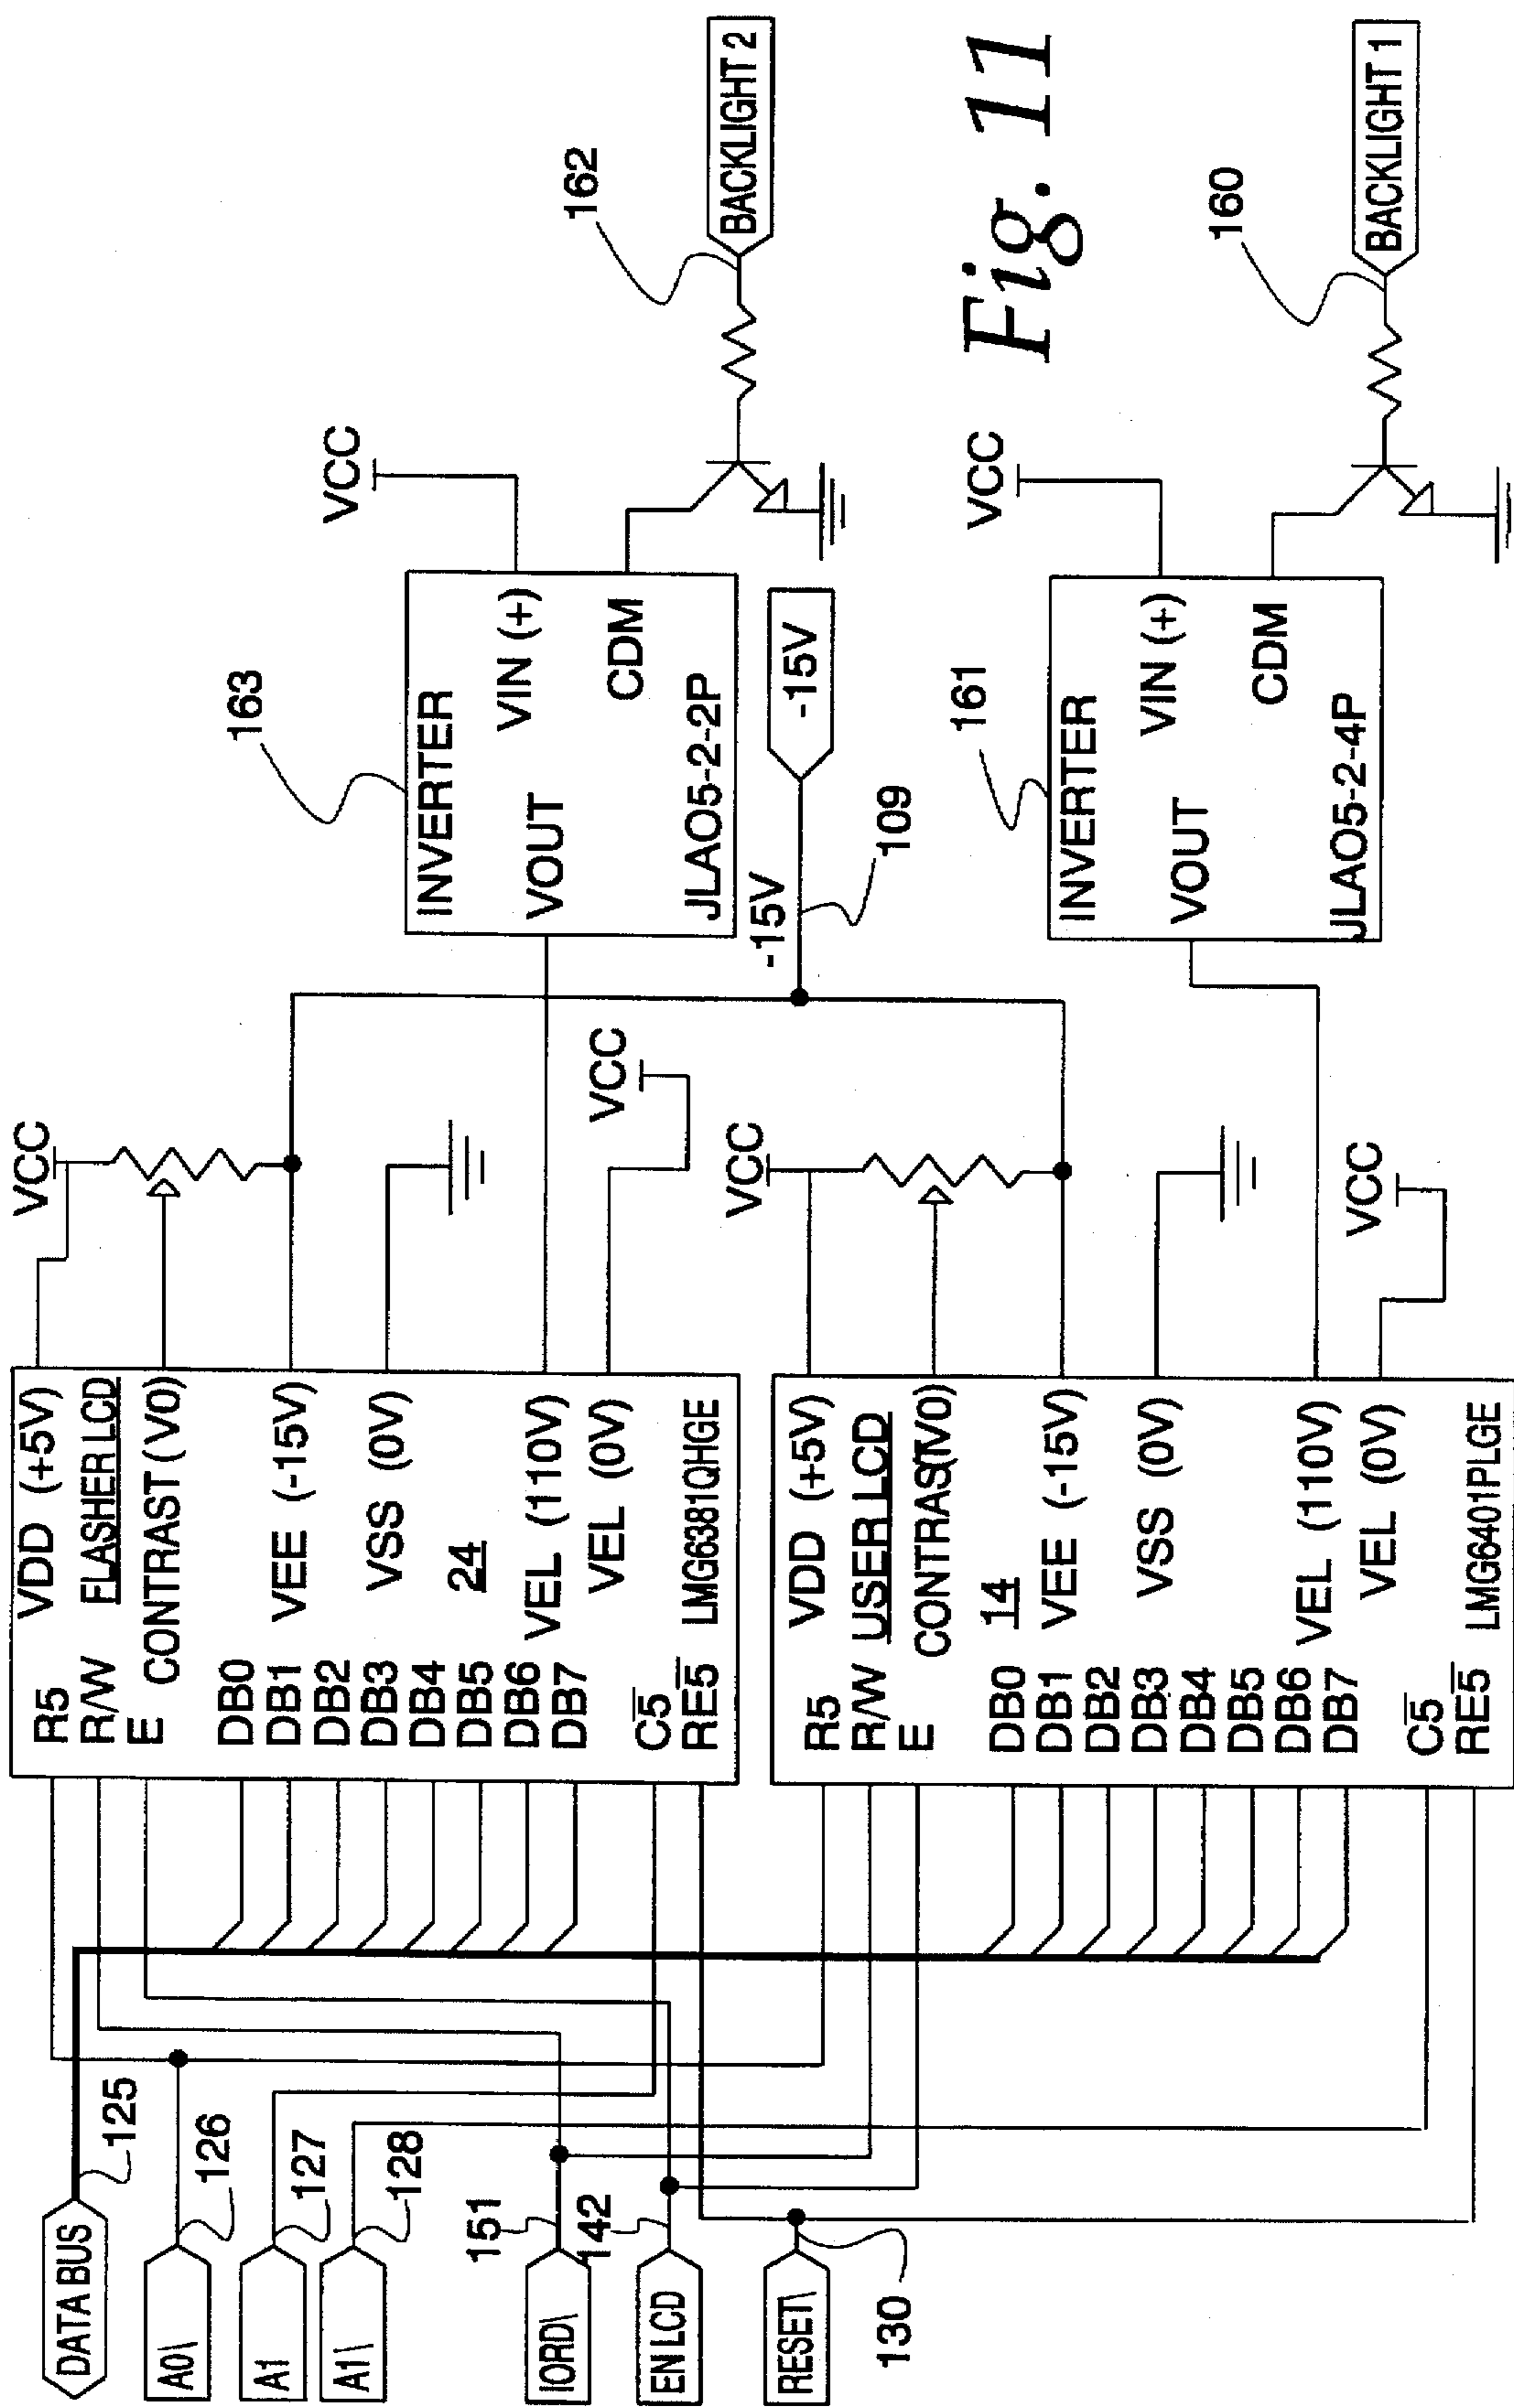 DATA BUS
125
A0\
126
A1
127
A1\
128
IORD\
151
EN LCD
142
RESET\
130
R5
VDD (+5V)
R/W
FLASHER LCD
E
CONTRAST (V0)
DB0
DB1
VEE (-15V)
DB2
DB3
VSS (0V)
DB4
DB5
24
DB6
VEL (110V)
DB7
VEL (0V)
C5
RE5
LMG6381QHGE
VCC
VCC
R5
VDD (+5V)
R/W
USER LCD
E
CONTRAST(V0)
DB0
14
DB1
VEE (-15V)
DB2
DB3
VSS (0V)
DB4
DB5
DB6
VEL (110V)
DB7
VEL (0V)
C5
RE5
LMG6401PLGE
VCC
VCC
163
INVERTER
VIN (+)
VOUT
CDM
JLAO5-2-2P
VCC
162
BACKLIGHT 2
-15V
-15V
109
161
INVERTER
VIN (+)
VOUT
CDM
JLAO5-2-4P
VCC
160
BACKLIGHT 1
Fig. 11